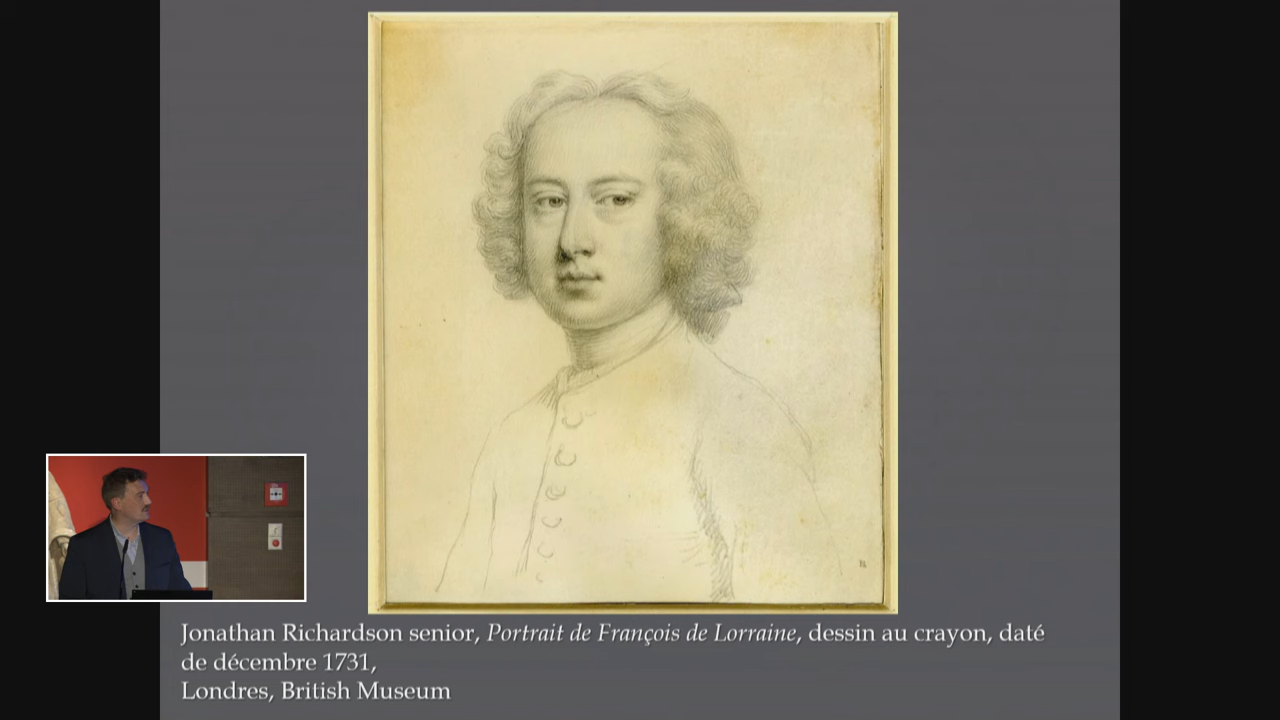 Jonathan Richardson senior, Portrait de François de Lorraine, dessin au crayon, daté
de décembre 1731,
Londres, British Museum